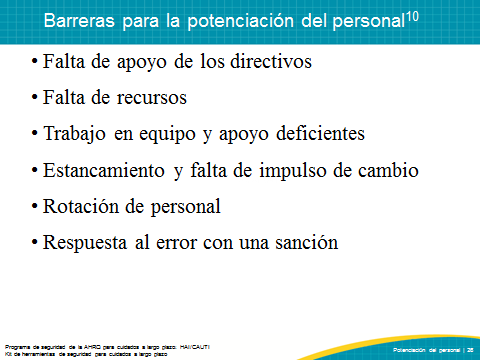 Barreras para la potenciación del personal10
• Falta de apoyo de los directivos
• Falta de recursos
• Trabajo en equipo y apoyo deficientes
• Estancamiento y falta de impulso de cambio
• Rotación de personal
• Respuesta al error con una sanción
Programa de seguridad de la AHRQ para cuidados a largo plazo: HAI/CAUTI
Kit de herramientas de seguridad para cuidados a largo plazo
Potenciación del personal | 26